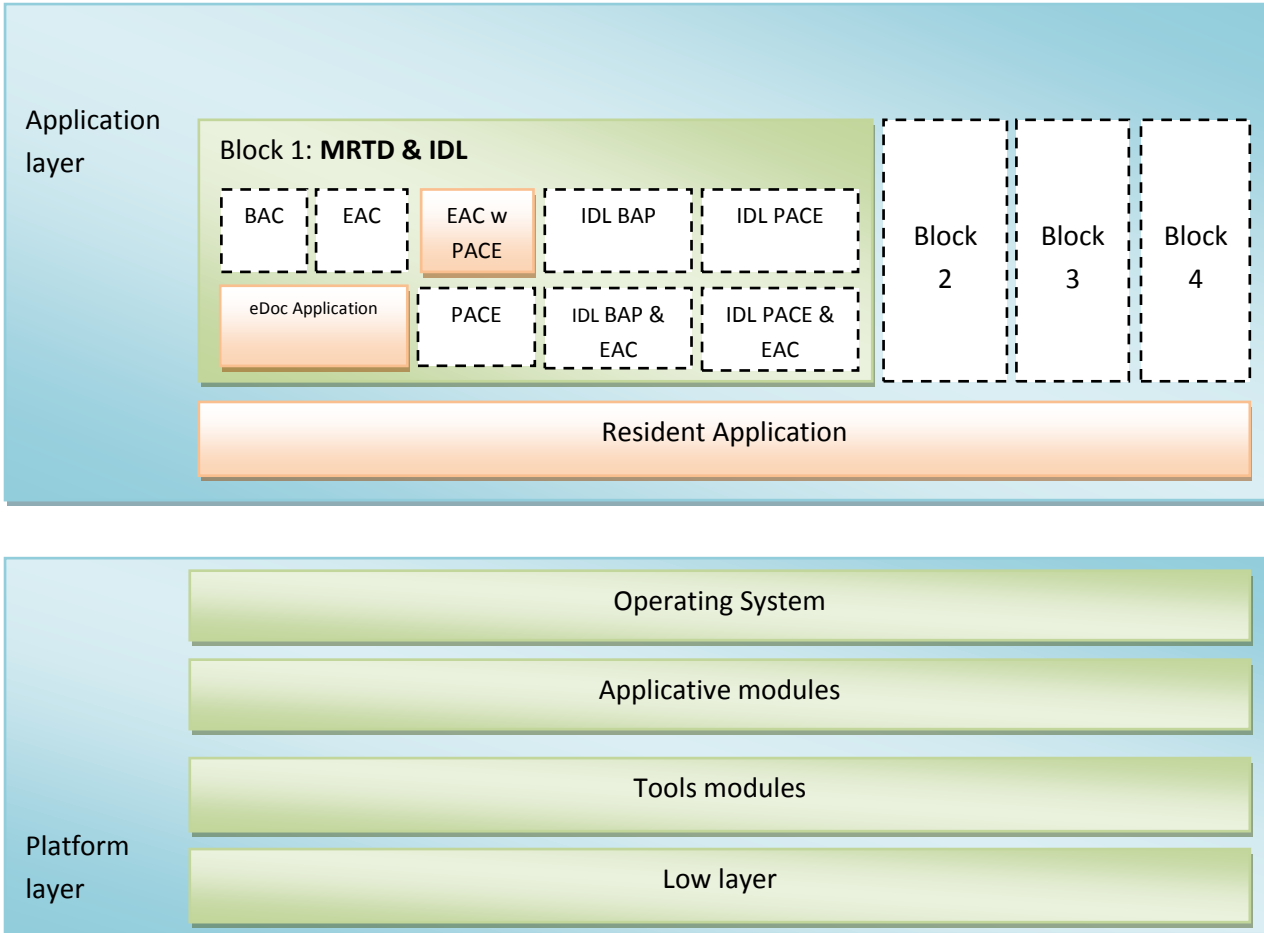 Application
layer
Block 1: MRTD & IDL
BAC
EAC
EAC w
PACE
IDL BAP
IDL PACE
eDoc Application
PACE
IDL BAP &
EAC
IDL PACE &
EAC
Block
2
Block
3
Block
4
Resident Application
Operating System
Applicative modules
Tools modules
Low layer
Platform
layer